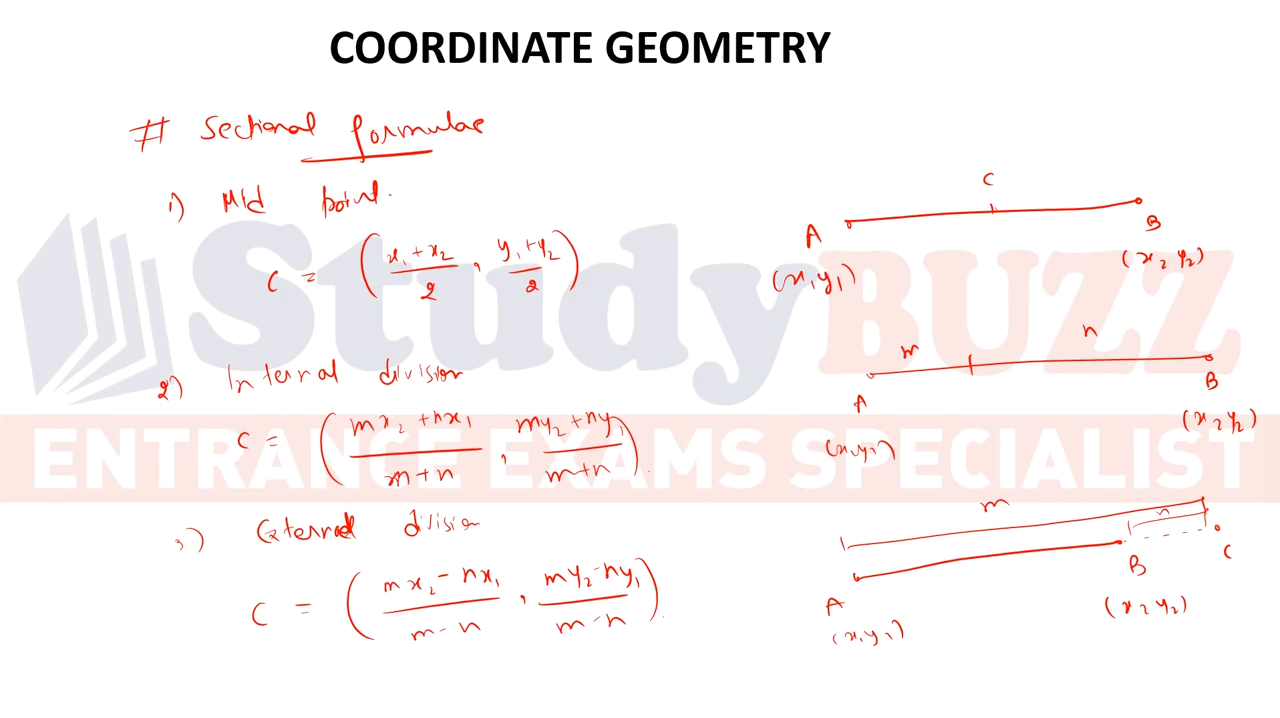 COORDINATE GEOMETRY
# Sectional formulae
1) Mid point.
C = ( x₁ + x₂ / 2 , y₁ + y₂ / 2 )
C
A
B
(x₁ y₁)
(x₂ y₂)
StudyBUZZ
ENTRANCE EXAMS SPECIALIST
2) Internal division
C = ( mx₂ + nx₁ / m + n , my₂ + ny₁ / m + n ).
m
n
A
B
(x₁ y₁)
(x₂ y₂)
3) External division
C = ( mx₂ - nx₁ / m - n , my₂ - ny₁ / m - n ).
m
n
A
B
C
(x₁ y₁)
(x₂ y₂)